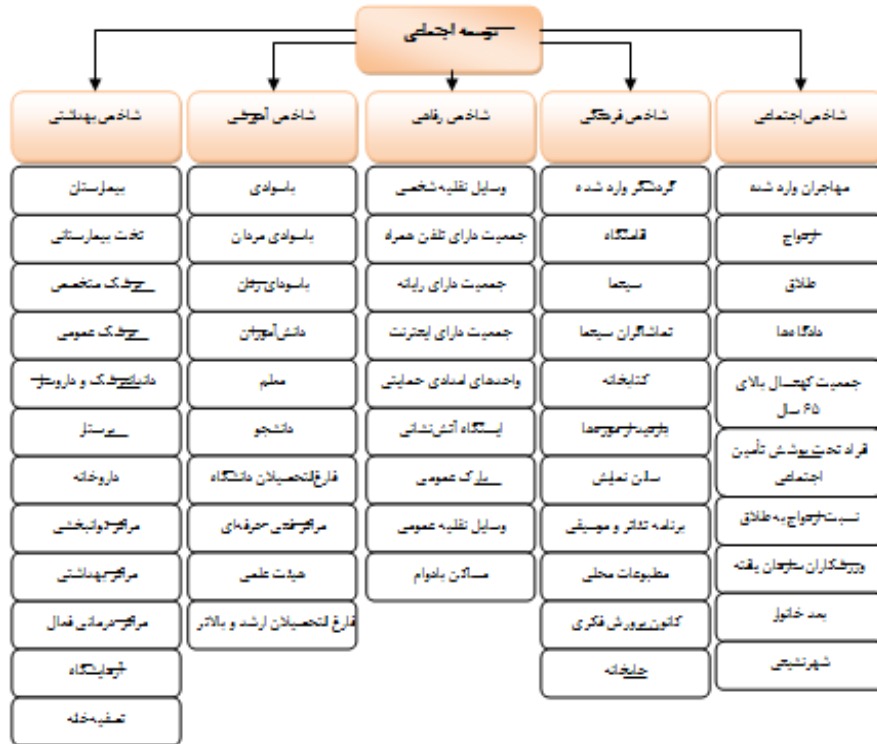 توسعه اجتماعی
شاخص اجتماعی
مهاجران وارد شده
ازدواج
طلاق
دادگاه‌ها
جمعیت کهنسال بالای
۶۵ سال
افراد تحت پوشش تأمین
اجتماعی
نسبت ازدواج به طلاق
ورزشکاران سازمان یافته
بعد خانوار
شهرنشینی
شاخص فرهنگی
گردشگر وارد شده
اقامتگاه
سینما
تماشاگران سینما
کتابخانه
بازدید از موزه‌ها
سالن نمایش
برنامه تئاتر و موسیقی
مطبوعات محلی
کانون پرورش فکری
چاپخانه
شاخص رفاهی
وسایل نقلیه شخصی
جمعیت دارای تلفن همراه
جمعیت دارای رایانه
جمعیت دارای اینترنت
واحدهای امدادی حمایتی
ایستگاه آتش‌نشانی
پارک عمومی
وسایل نقلیه عمومی
مساکن بادوام
شاخص آموزشی
باسوادی
باسوادی مردان
باسوادی زنان
دانش‌آموزان
معلم
دانشجو
فارغ‌التحصیلان دانشگاه
مراکز فنی حرفه‌ای
هیئت علمی
فارغ التحصیلان ارشد و بالاتر
شاخص بهداشتی
بیمارستان
تخت بیمارستانی
پزشک متخصص
پزشک عمومی
دندانپزشک و داروساز
پرستار
داروخانه
مراکز توانبخشی
مراکز بهداشتی
مراکز درمانی فعال
آزمایشگاه
تصفیه‌خانه